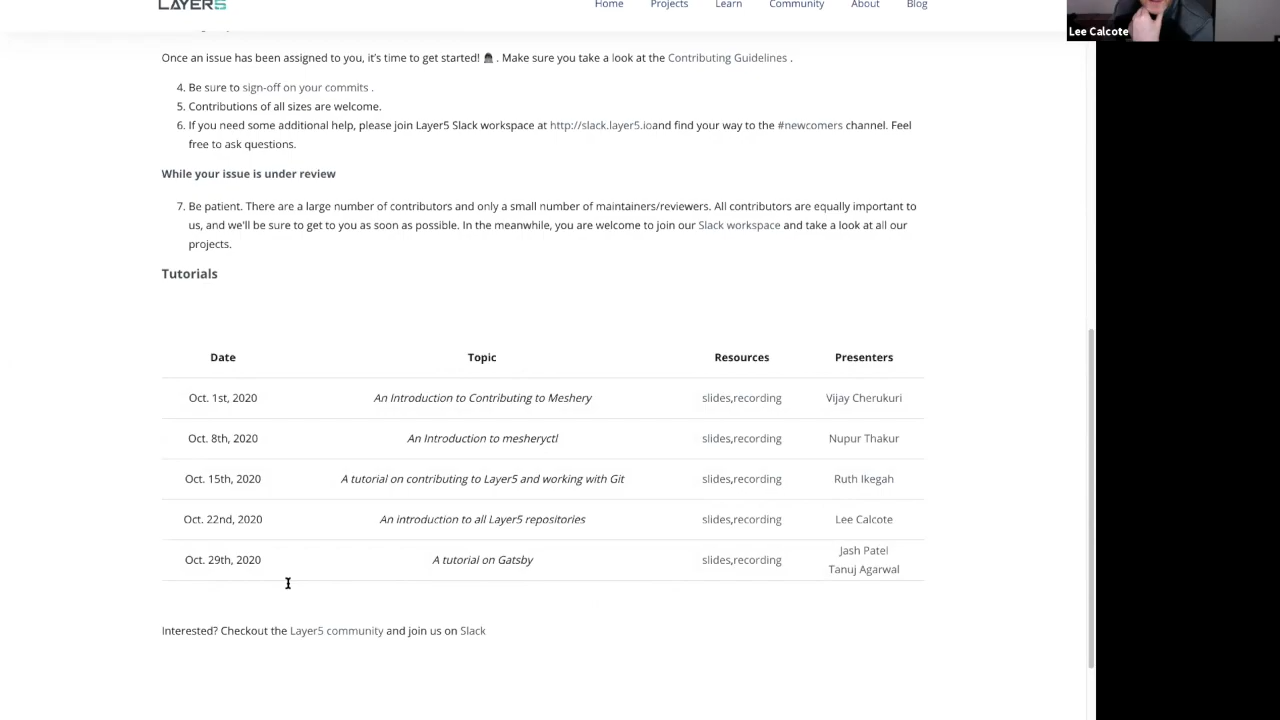 LAYER5
Home Projects Learn Community About Blog
Lee Calcote
Once an issue has been assigned to you, it's time to get started! . Make sure you take a look at the Contributing Guidelines .
4. Be sure to sign-off on your commits .
5. Contributions of all sizes are welcome.
6. If you need some additional help, please join Layer5 Slack workspace at http://slack.layer5.ioand find your way to the #newcomers channel. Feel
free to ask questions.
While your issue is under review
7. Be patient. There are a large number of contributors and only a small number of maintainers/reviewers. All contributors are equally important to
us, and we'll be sure to get to you as soon as possible. In the meanwhile, you are welcome to join our Slack workspace and take a look at all our
projects.
Tutorials
Date Topic Resources Presenters
Oct. 1st, 2020 An Introduction to Contributing to Meshery slides,recording Vijay Cherukuri
Oct. 8th, 2020 An Introduction to mesheryctl slides,recording Nupur Thakur
Oct. 15th, 2020 A tutorial on contributing to Layer5 and working with Git slides,recording Ruth Ikegah
Oct. 22nd, 2020 An introduction to all Layer5 repositories slides,recording Lee Calcote
Oct. 29th, 2020 A tutorial on Gatsby slides,recording Jash Patel
Tanuj Agarwal
Interested? Checkout the Layer5 community and join us on Slack